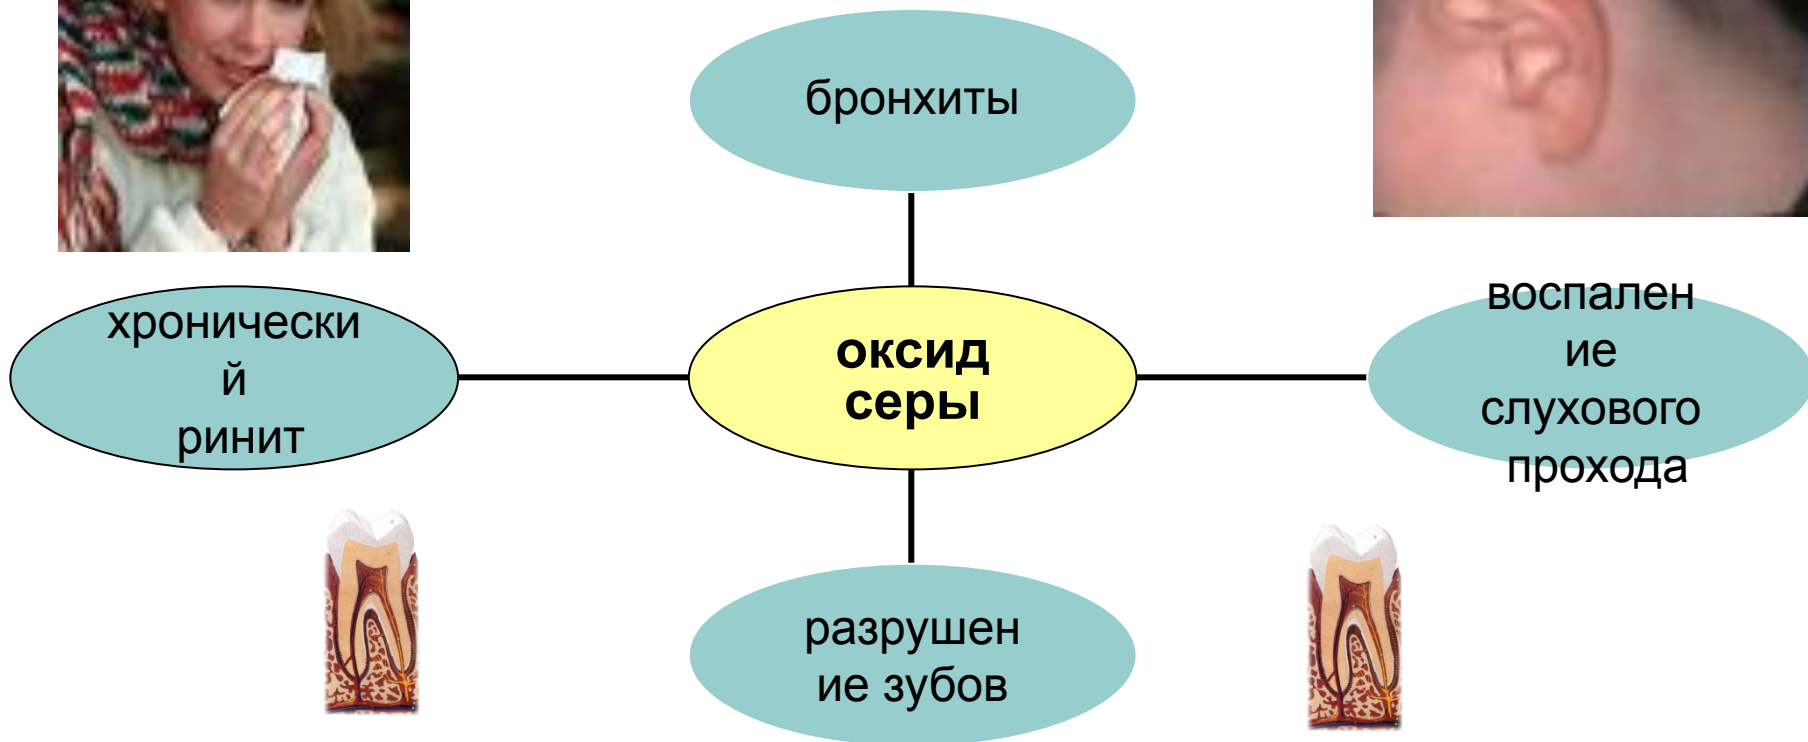 бронхиты
хронически
й
ринит
оксид
серы
воспален
ие
слухового
прохода
разрушен
ие зубов